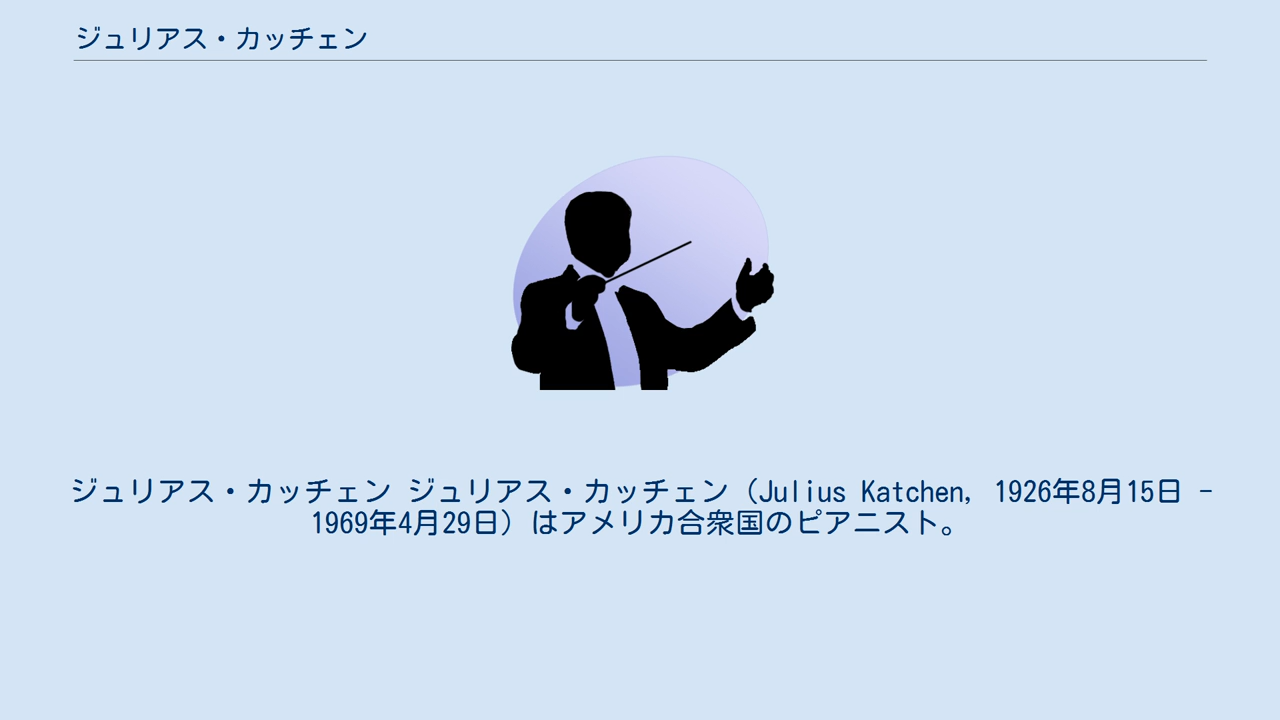 ジュリアス・カッチェン
ジュリアス・カッチェン ジュリアス・カッチェン（Julius Katchen, 1926年8月15日 -
1969年4月29日）はアメリカ合衆国のピアニスト。